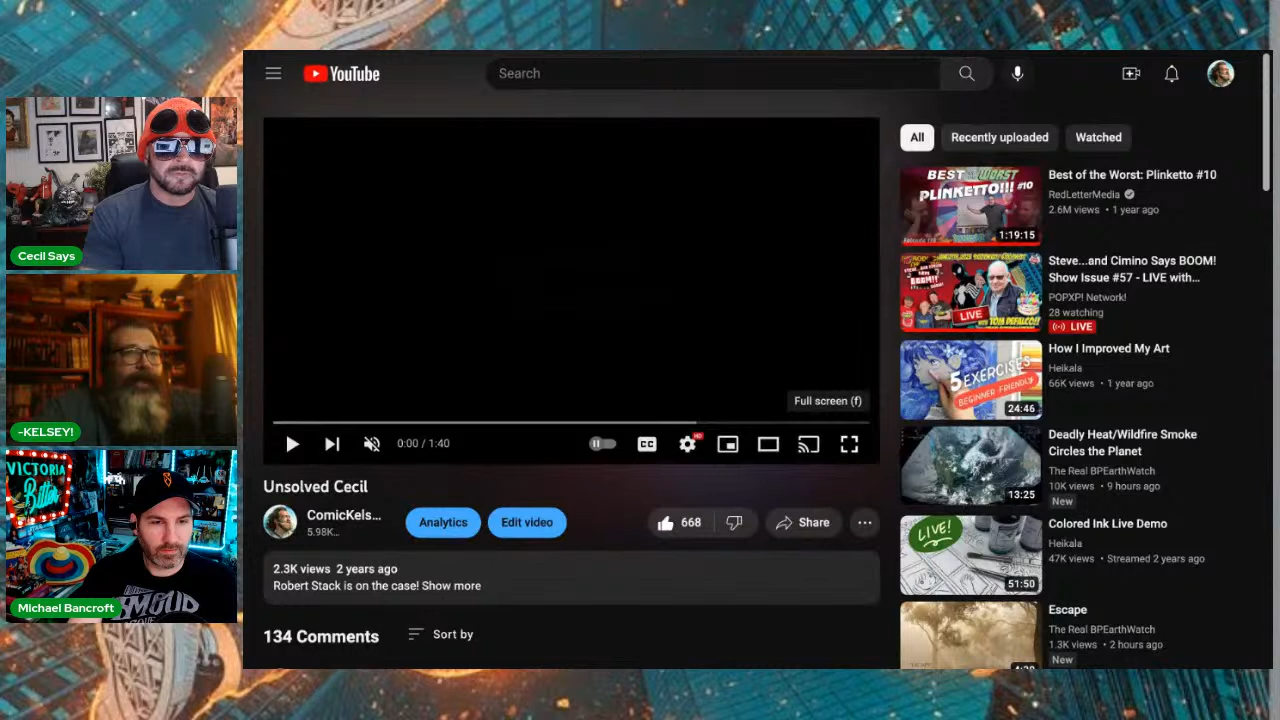 YouTube
Search
VICTORIA
Bitter
Cecil Says
-KELSEY!
Michael Bancroft
Full screen (f)
0:00 / 1:40
CC
HD
Unsolved Cecil
ComicKels...
5.98K...
Analytics
Edit video
668
Share
2.3K views 2 years ago
Robert Stack is on the case! Show more
134 Comments
Sort by
All
Recently uploaded
Watched
BEST OF THE WORST
PLINKETTO!!! #10
1:19:15
Best of the Worst: Plinketto #10
RedLetterMedia
2.6M views • 1 year ago
LIVE
Steve...and Cimino Says BOOM!
Show Issue #57 - LIVE with...
POPXP! Network!
28 watching
LIVE
5 EXERCISES
BEGINNER FRIENDLY
24:46
How I Improved My Art
Heikala
66K views • 1 year ago
13:25
Deadly Heat/Wildfire Smoke
Circles the Planet
The Real BPEarthWatch
10K views • 9 hours ago
New
LIVE!
51:50
Colored Ink Live Demo
Heikala
47K views • Streamed 2 years ago
Escape
The Real BPEarthWatch
1.3K views • 2 hours ago
New